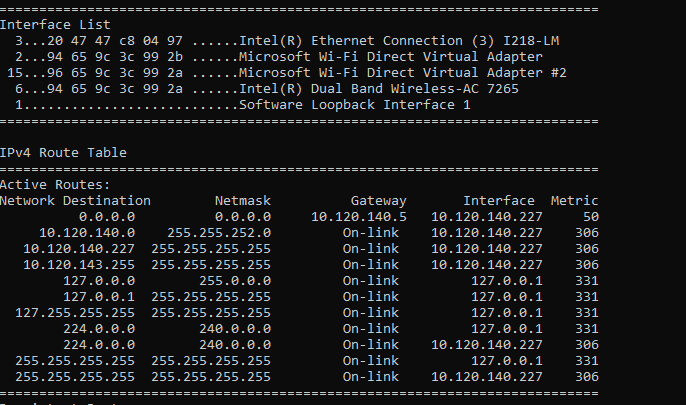 ===========================================================================
Interface List
  3...20 47 47 c8 04 97 ......Intel(R) Ethernet Connection (3) I218-LM
  2...94 65 9c 3c 99 2b ......Microsoft Wi-Fi Direct Virtual Adapter
 15...96 65 9c 3c 99 2a ......Microsoft Wi-Fi Direct Virtual Adapter #2
  6...94 65 9c 3c 99 2a ......Intel(R) Dual Band Wireless-AC 7265
  1...........................Software Loopback Interface 1
===========================================================================

IPv4 Route Table
===========================================================================
Active Routes:
Network Destination        Netmask          Gateway       Interface  Metric
          0.0.0.0          0.0.0.0     10.120.140.5   10.120.140.227     50
     10.120.140.0    255.255.252.0         On-link    10.120.140.227    306
   10.120.140.227  255.255.255.255         On-link    10.120.140.227    306
   10.120.143.255  255.255.255.255         On-link    10.120.140.227    306
        127.0.0.0        255.0.0.0         On-link         127.0.0.1    331
        127.0.0.1  255.255.255.255         On-link         127.0.0.1    331
  127.255.255.255  255.255.255.255         On-link         127.0.0.1    331
        224.0.0.0        240.0.0.0         On-link         127.0.0.1    331
        224.0.0.0        240.0.0.0         On-link    10.120.140.227    306
  255.255.255.255  255.255.255.255         On-link         127.0.0.1    331
  255.255.255.255  255.255.255.255         On-link    10.120.140.227    306
===========================================================================